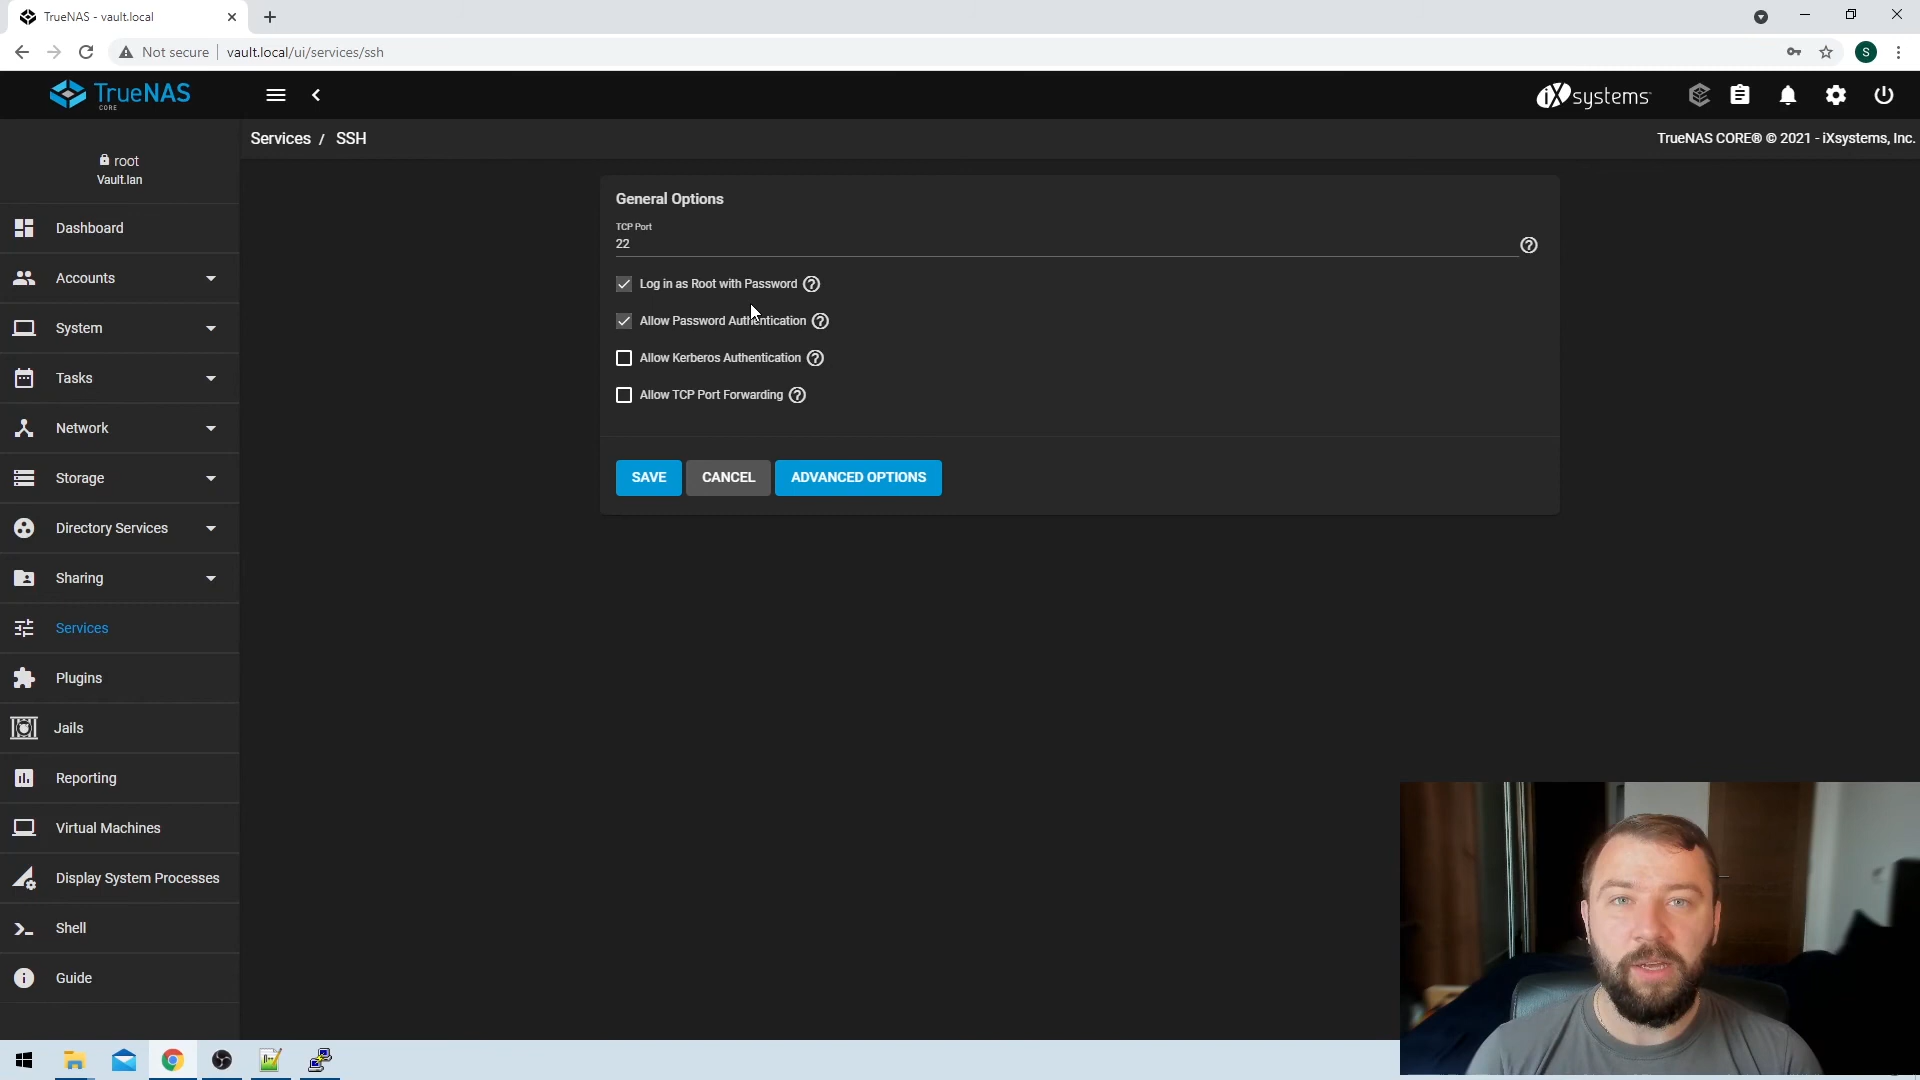 TrueNAS - vault.local
Not secure
vault.local/ui/services/ssh
S
TrueNAS
CORE
iXsystems
Services / SSH
TrueNAS CORE® © 2021 - iXsystems, Inc.
root
Vault.lan
Dashboard
Accounts
System
Tasks
Network
Storage
Directory Services
Sharing
Services
Plugins
Jails
Reporting
Virtual Machines
Display System Processes
Shell
Guide
General Options
TCP Port
22
Log in as Root with Password
Allow Password Authentication
Allow Kerberos Authentication
Allow TCP Port Forwarding
SAVE
CANCEL
ADVANCED OPTIONS